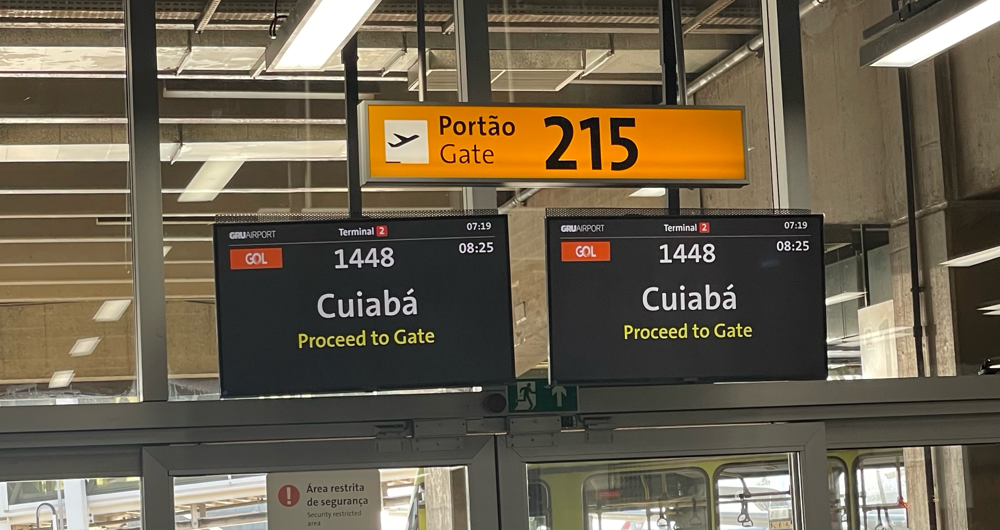 Portão
Gate
215
GRUAIRPORT
Terminal 2
07:19
GOL
1448
08:25
Cuiabá
Proceed to Gate
GRUAIRPORT
Terminal 2
07:19
GOL
1448
08:25
Cuiabá
Proceed to Gate
Área restrita
de segurança
Security restricted
area